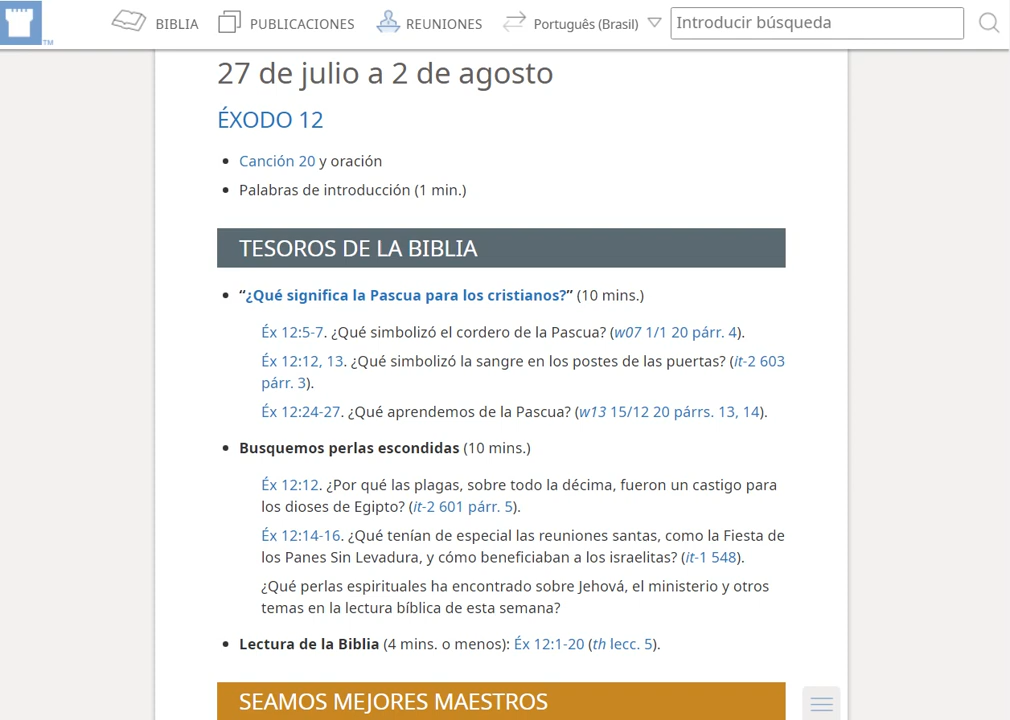 BIBLIA PUBLICACIONES REUNIONES Português (Brasil) Introducir búsqueda
TM
27 de julio a 2 de agosto
ÉXODO 12
• Canción 20 y oración
• Palabras de introducción (1 min.)
TESOROS DE LA BIBLIA
• “¿Qué significa la Pascua para los cristianos?” (10 mins.)
Éx 12:5-7. ¿Qué simbolizó el cordero de la Pascua? (w07 1/1 20 párr. 4).
Éx 12:12, 13. ¿Qué simbolizó la sangre en los postes de las puertas? (it-2 603
párr. 3).
Éx 12:24-27. ¿Qué aprendemos de la Pascua? (w13 15/12 20 párrs. 13, 14).
• Busquemos perlas escondidas (10 mins.)
Éx 12:12. ¿Por qué las plagas, sobre todo la décima, fueron un castigo para
los dioses de Egipto? (it-2 601 párr. 5).
Éx 12:14-16. ¿Qué tenían de especial las reuniones santas, como la Fiesta de
los Panes Sin Levadura, y cómo beneficiaban a los israelitas? (it-1 548).
¿Qué perlas espirituales ha encontrado sobre Jehová, el ministerio y otros
temas en la lectura bíblica de esta semana?
• Lectura de la Biblia (4 mins. o menos): Éx 12:1-20 (th lecc. 5).
SEAMOS MEJORES MAESTROS